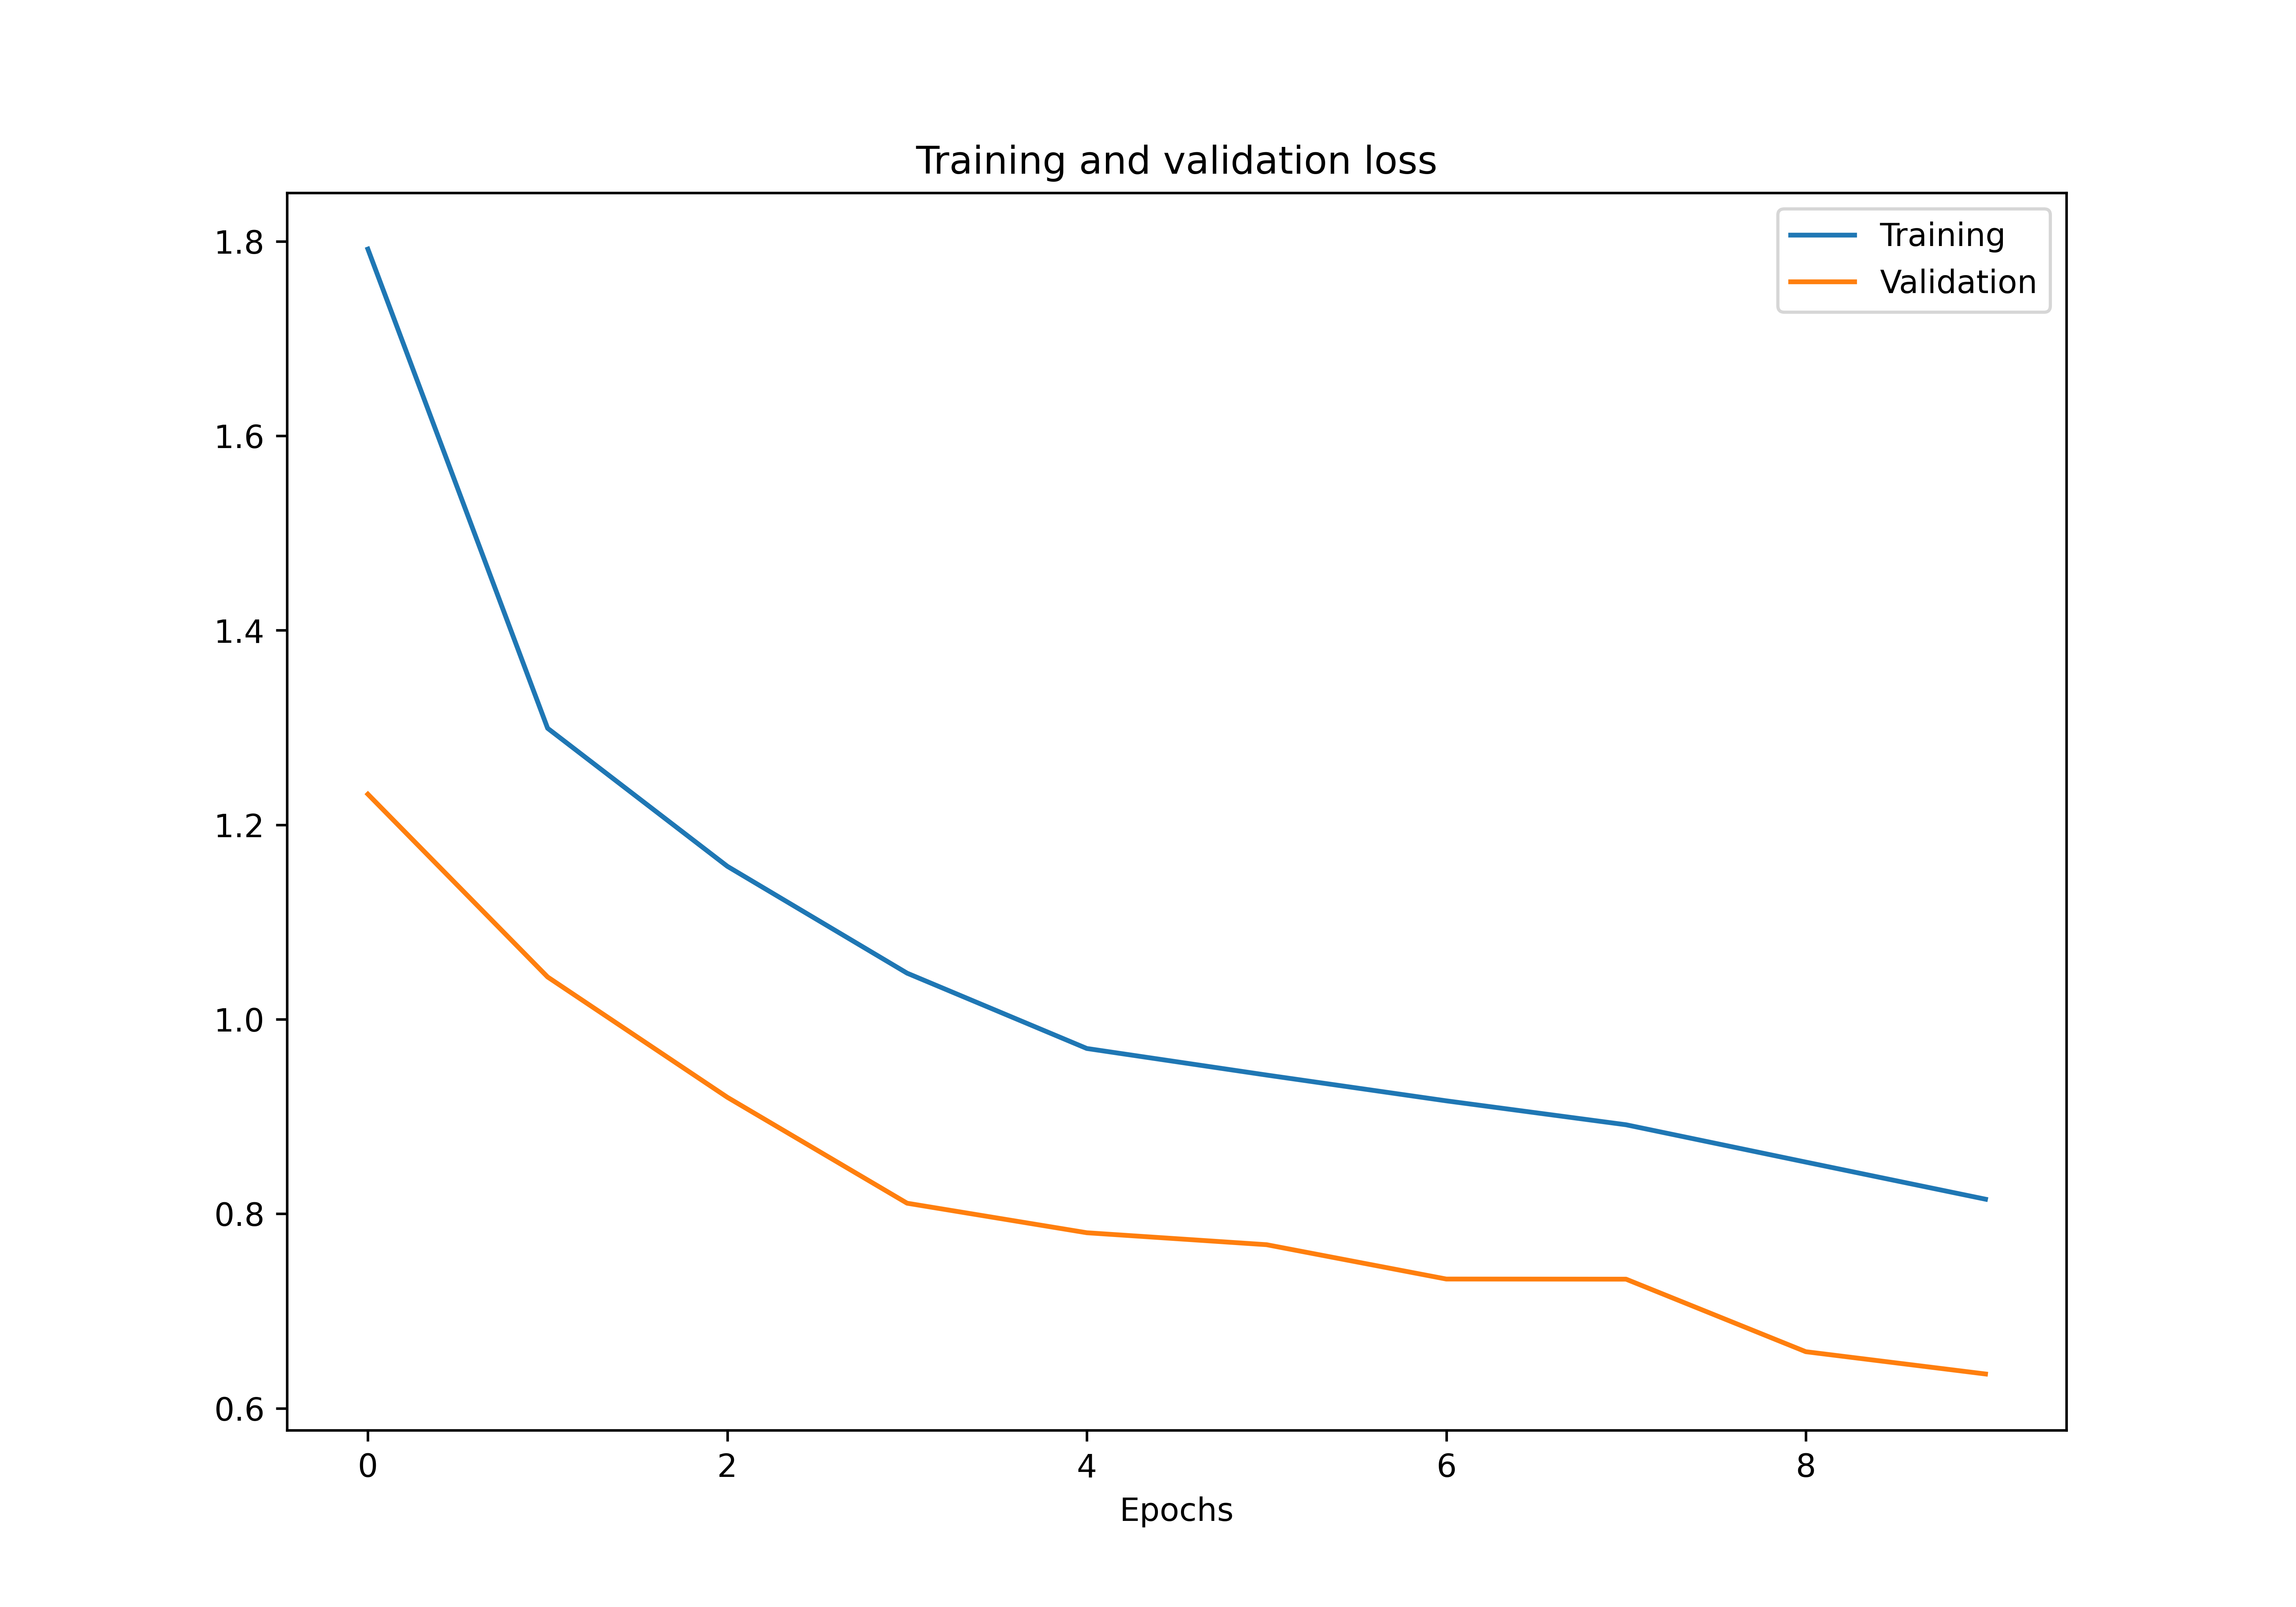 Training and validation loss
Training
Validation
1.8
1.6
1.4
1.2
1.0
0.8
0.6
0 2 4 6 8
Epochs